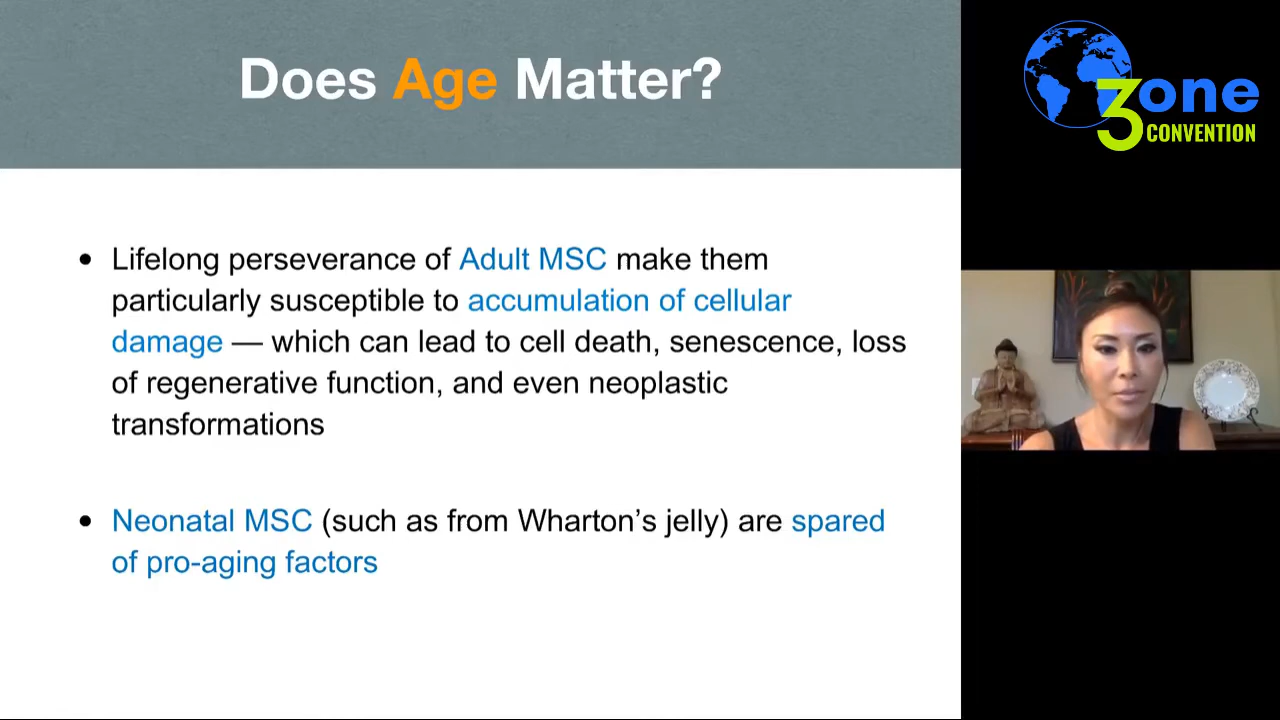 Does Age Matter?
Lifelong perseverance of Adult MSC make them
particularly susceptible to accumulation of cellular
damage — which can lead to cell death, senescence, loss
of regenerative function, and even neoplastic
transformations
Neonatal MSC (such as from Wharton’s jelly) are spared
of pro-aging factors
3one
CONVENTION